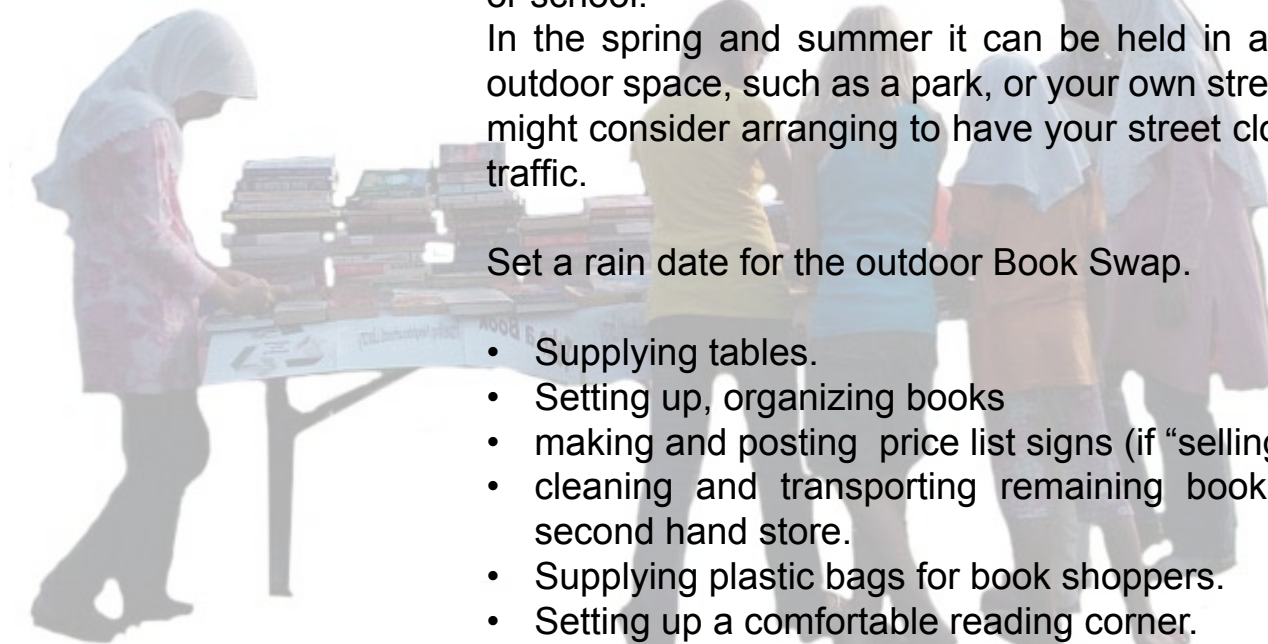 or school.
In the spring and summer it can be held in a
outdoor space, such as a park, or your own stre
might consider arranging to have your street clo
traffic.
Set a rain date for the outdoor Book Swap.
• Supplying tables.
• Setting up, organizing books
• making and posting price list signs (if “selling
• cleaning and transporting remaining book
second hand store.
• Supplying plastic bags for book shoppers.
• Setting up a comfortable reading corner.